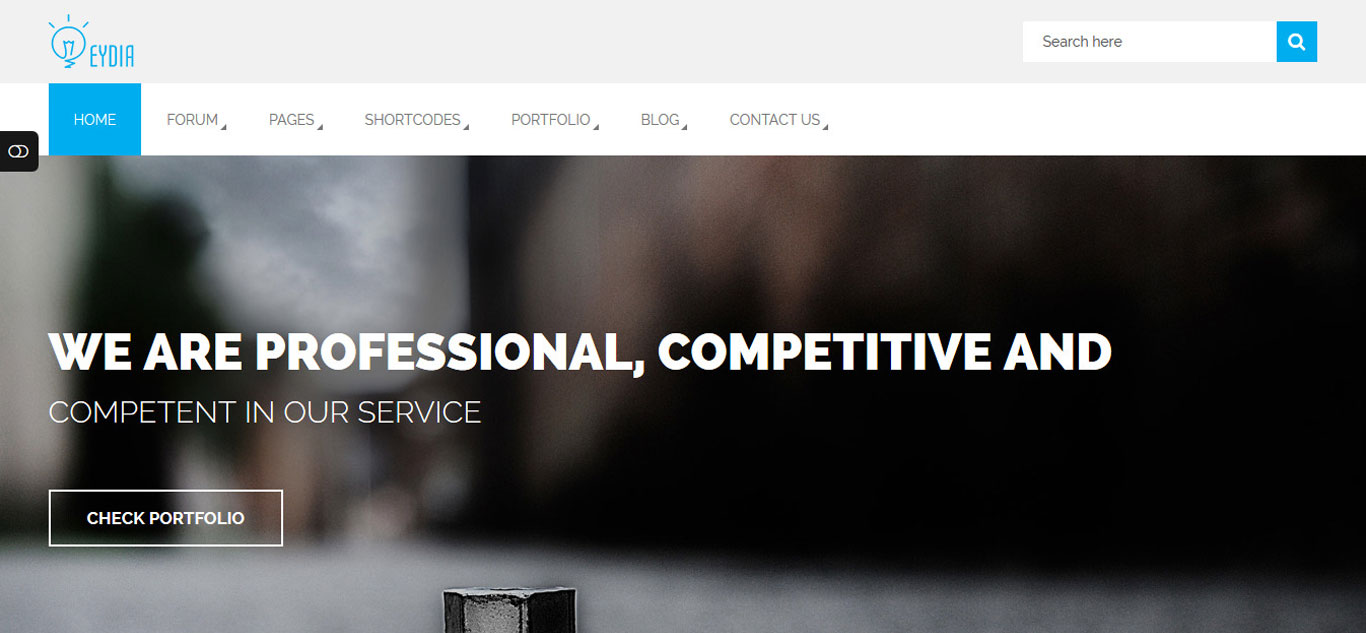 EYDIA
Search here
HOME FORUM PAGES SHORTCODES PORTFOLIO BLOG CONTACT US
WE ARE PROFESSIONAL, COMPETITIVE AND
COMPETENT IN OUR SERVICE
CHECK PORTFOLIO